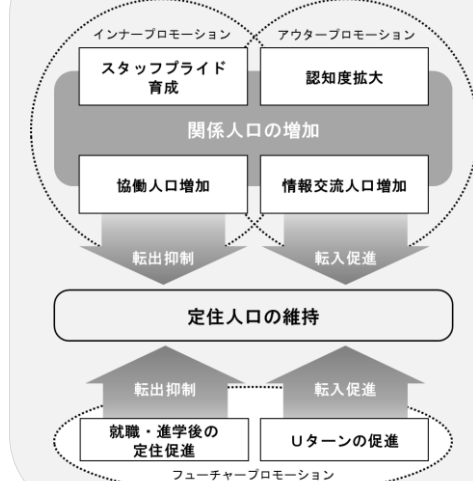 インナープロモーション
アウタープロモーション
スタッフプライド
育成
認知度拡大
関係人口の増加
協働人口増加
情報交流人口増加
転出抑制
転入促進
定住人口の維持
転出抑制
転入促進
就職・進学後の
定住促進
Uターンの促進
フューチャープロモーション